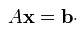 Ax = b.